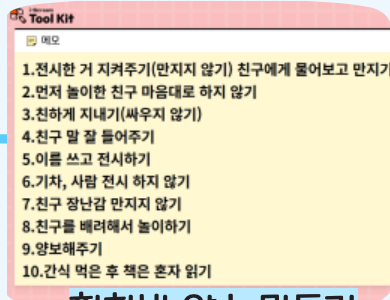 Tool Kit
메모
1.전시한 거 지켜주기(만지지 않기) 친구에게 물어보고 만지기
2.먼저 놀이한 친구 마음대로 하지 않기
3.친하게 지내기(싸우지 않기)
4.친구 말 잘 들어주기
5.이름 쓰고 전시하기
6.기차, 사람 전시 하지 않기
7.친구 장난감 만지지 않기
8.친구를 배려해서 놀이하기
9.양보해주기
10.간식 먹은 후 책은 혼자 읽기